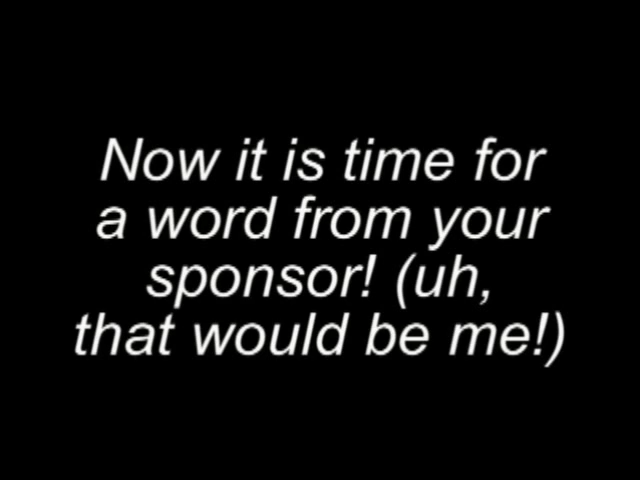 Now it is time for
a word from your
sponsor! (uh,
that would be me!)